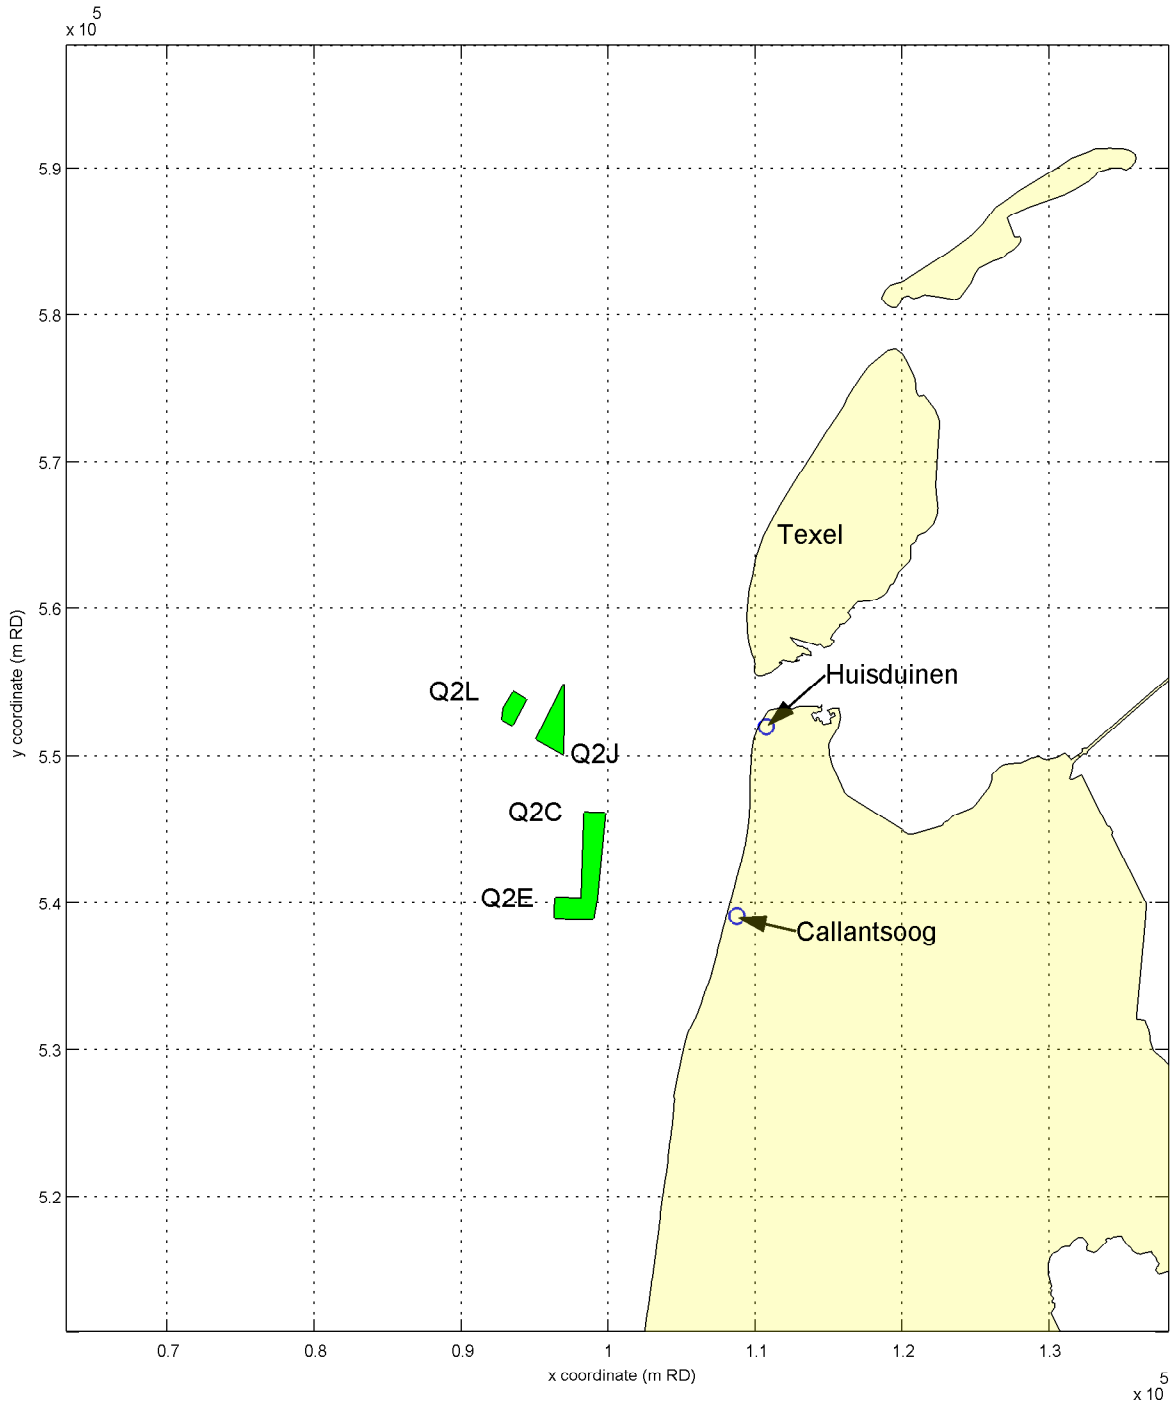 5
x 10
5.9
5.8
5.7
Texel
5.6
Huisduinen
Q2L
5.5
Q2J
Q2C
Q2E
5.4
Callantsoog
5.3
5.2
y ccoordinate (m RD)
0.7 0.8 0.9 1 1.1 1.2 1.3
x coordinate (m RD)
5
x 10